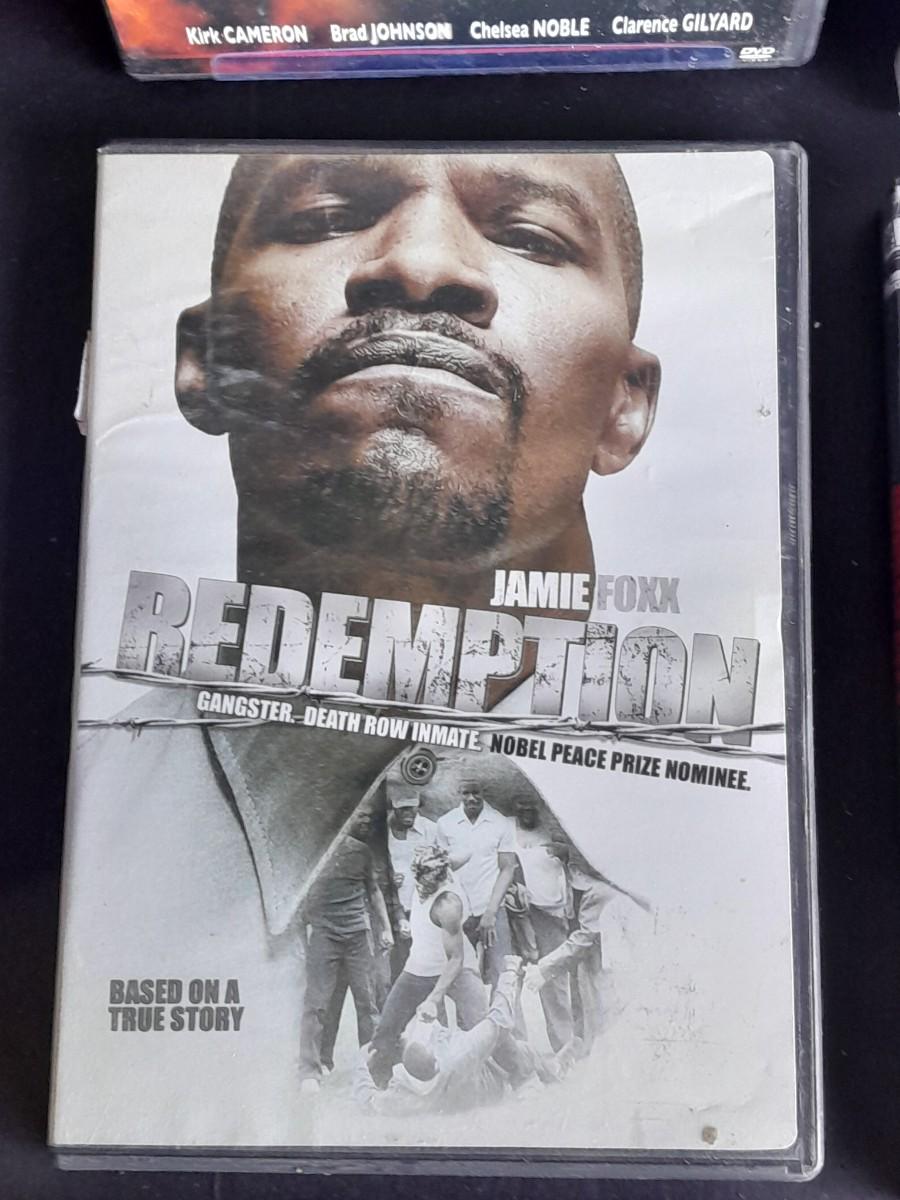 Kirk CAMERON Brad JOHNSON Chelsea NOBLE Clarence GILYARD
DVD
VIDEO
JAMIE FOXX
REDEMPTION
GANGSTER. DEATH ROW INMATE. NOBEL PEACE PRIZE NOMINEE.
BASED ON A
TRUE STORY